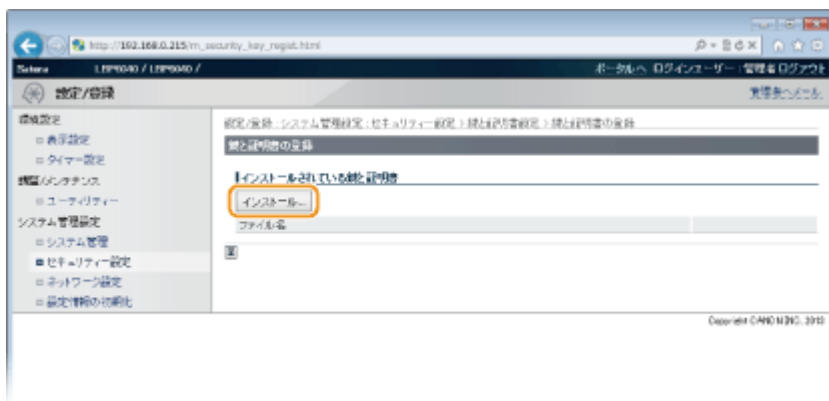 http://192.168.0.215/m_security_key_regist.html
Satera LBP6040 / LBP6040 / ポータルへ ログインユーザー:管理者 ログアウト
設定/登録 管理者へメール
環境設定
表示設定
タイマー設定
調整/メンテナンス
ユーティリティー
システム管理設定
システム管理
セキュリティー設定
ネットワーク設定
設定情報の初期化
設定/登録 : システム管理設定 : セキュリティー設定 > 鍵と証明書設定 > 鍵と証明書の登録
鍵と証明書の登録
インストールされている鍵と証明書
インストール...
ファイル名
Copyright CANON INC. 2013